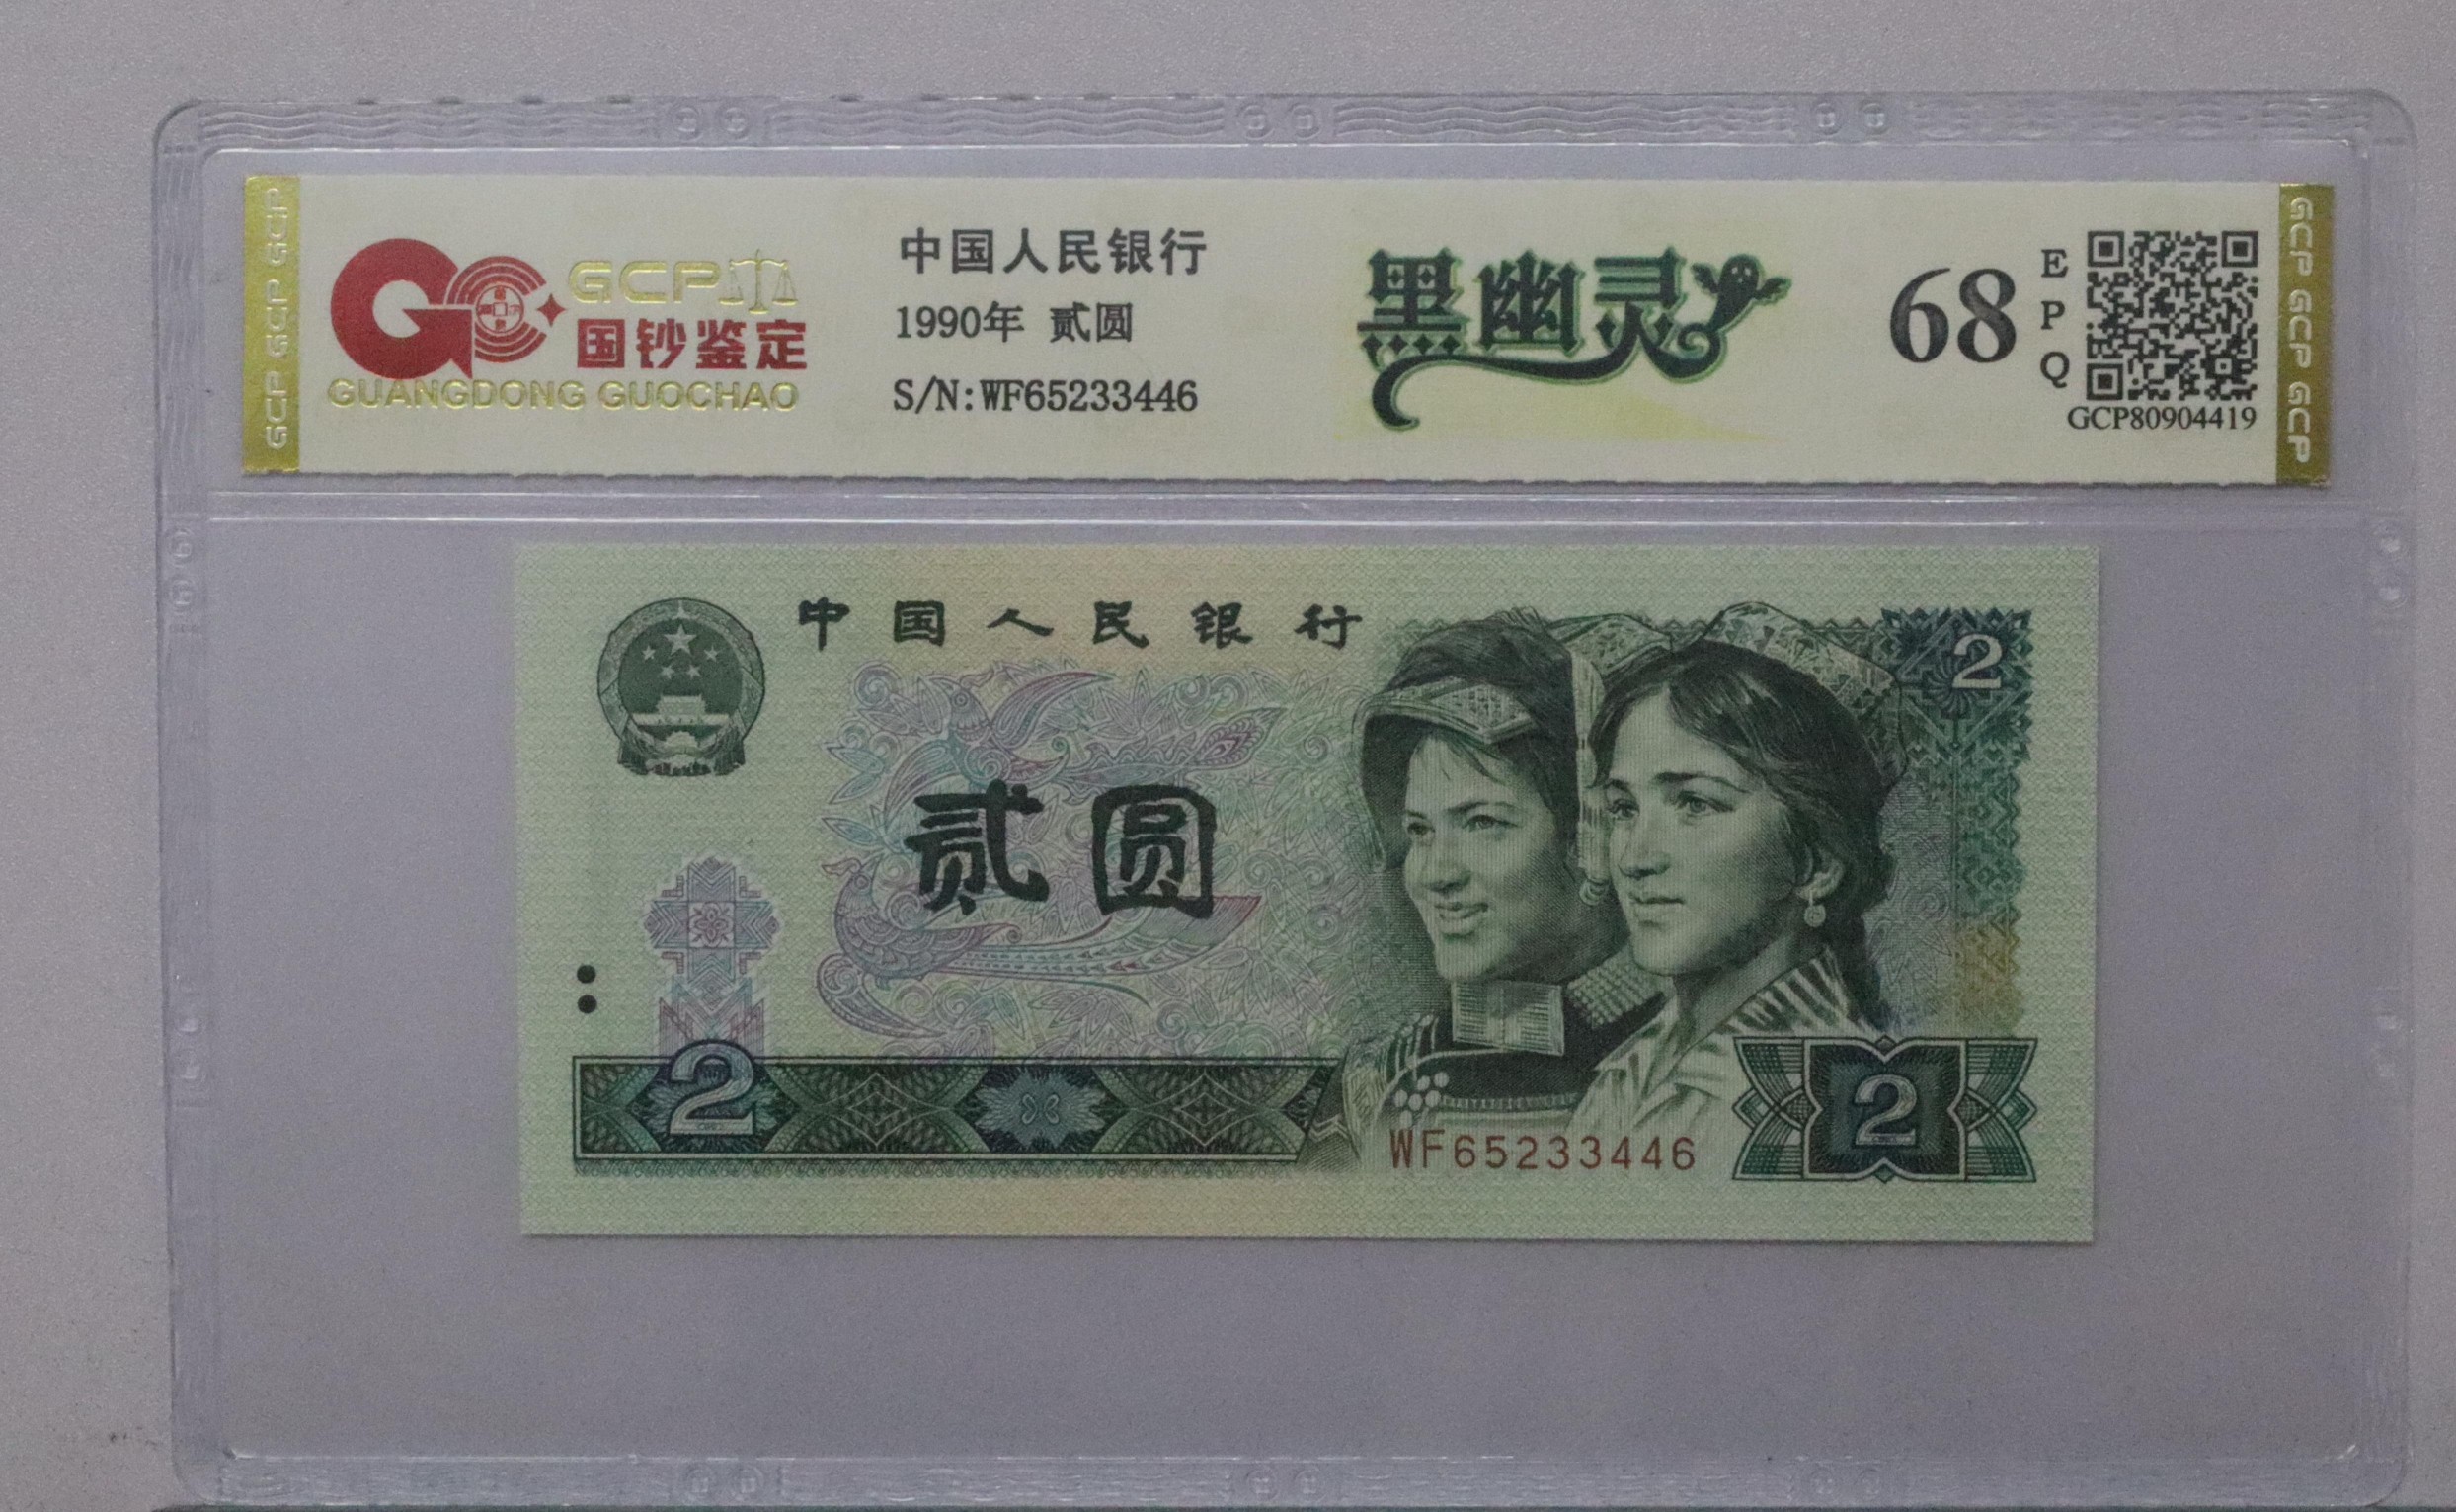 GCP GCP GCP
GCP
国钞鉴定
GUANGDONG GUOCHAO
中国人民银行
1990年 贰圆
S/N:WF65233446
黑幽灵
68
EPQ
GCP80904419
GCP GCP GCP
中国人民银行
2
贰圆
2
WF65233446
2